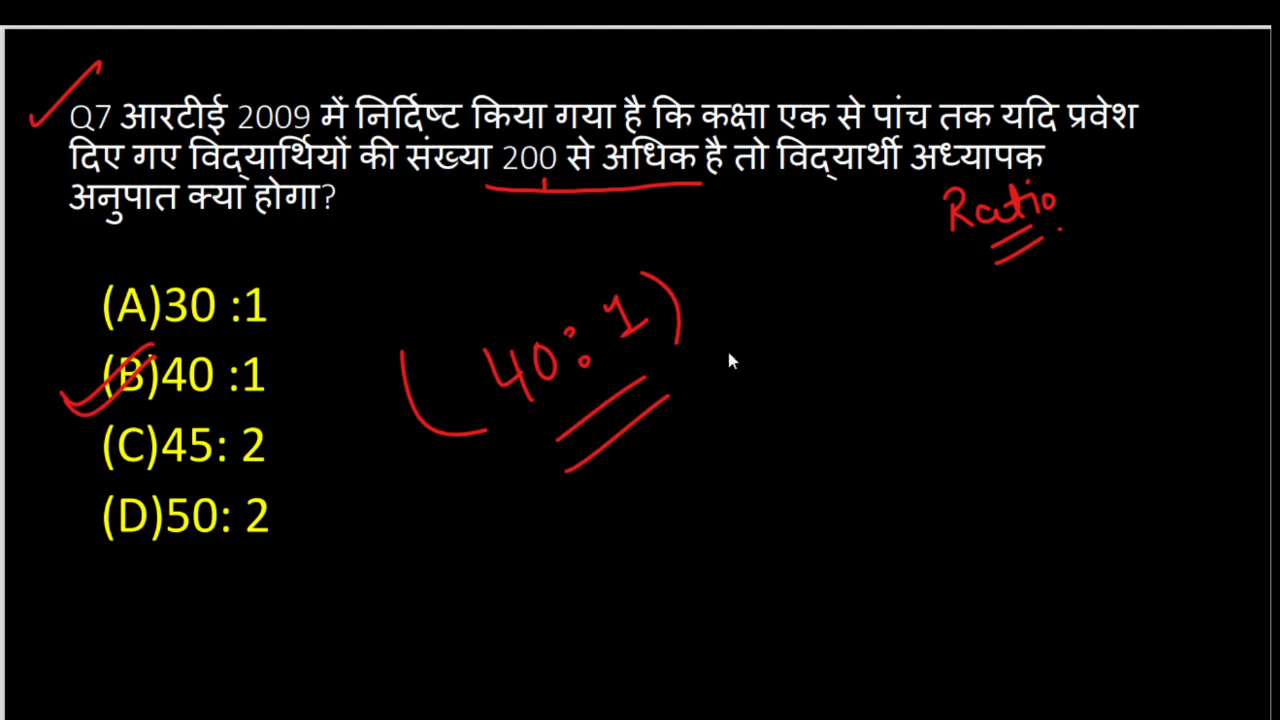 Q7 आरटीई 2009 में निर्दिष्ट किया गया है कि कक्षा एक से पांच तक यदि प्रवेश
दिए गए विद्यार्थियों की संख्या 200 से अधिक है तो विद्यार्थी अध्यापक
अनुपात क्या होगा?
Ratio
(A)30 :1
(B)40 :1
(40:1)
(C)45: 2
(D)50: 2